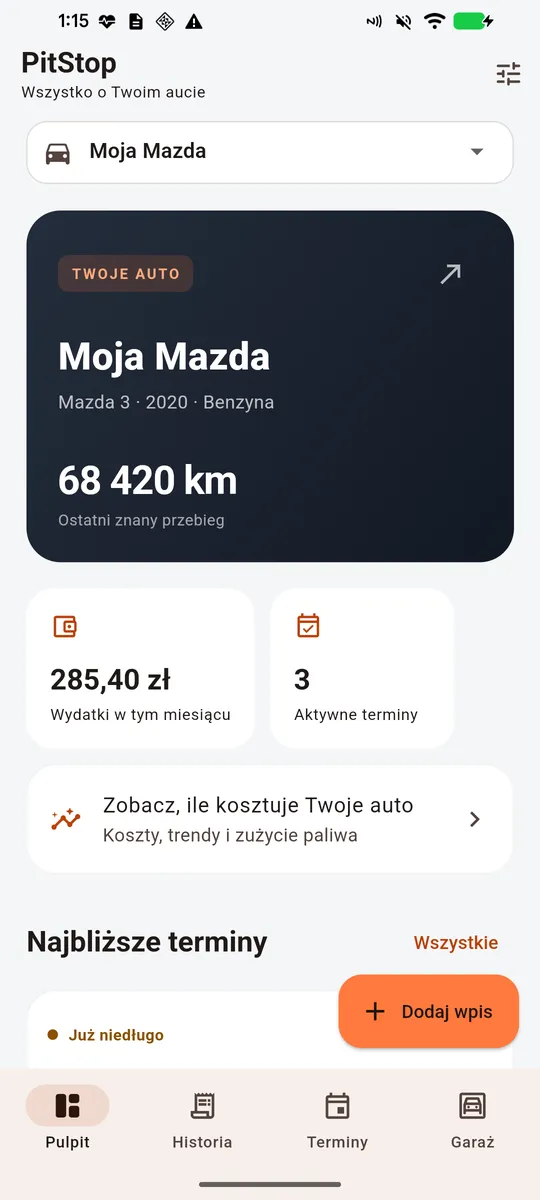 1:15
PitStop
Wszystko o Twoim aucie
Moja Mazda
TWOJE AUTO
Moja Mazda
Mazda 3 · 2020 · Benzyna
68 420 km
Ostatni znany przebieg
285,40 zł
Wydatki w tym miesiącu
3
Aktywne terminy
Zobacz, ile kosztuje Twoje auto
Koszty, trendy i zużycie paliwa
Najbliższe terminy
Wszystkie
Już niedługo
Dodaj wpis
Pulpit
Historia
Terminy
Garaż